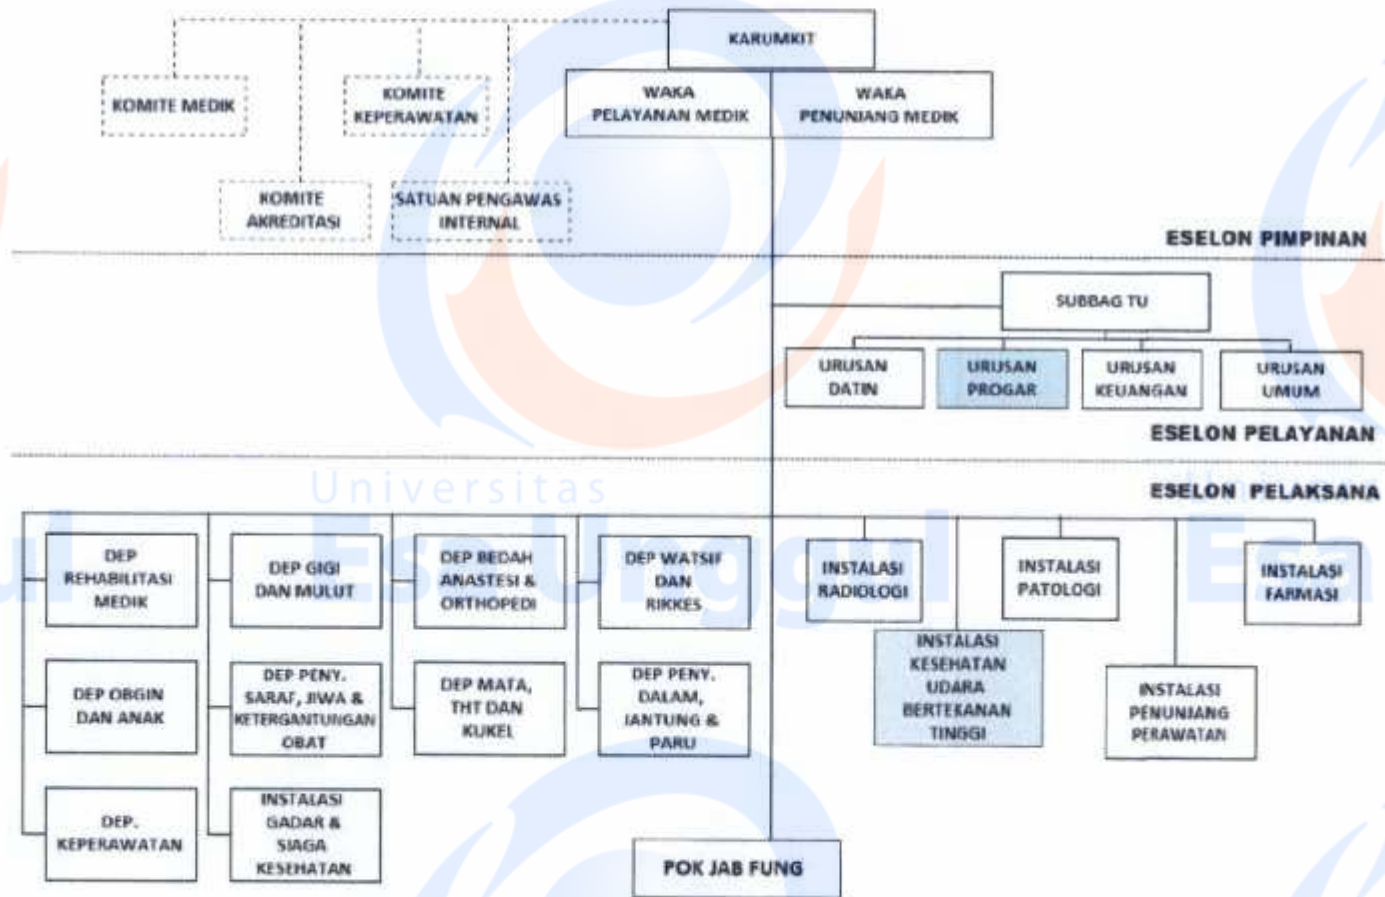 KARUMKIT
WAKA
PELAYANAN MEDIK
WAKA
PENUNJANG MEDIK
KOMITE MEDIK
KOMITE
KEPERAWATAN
KOMITE
AKREDITASI
SATUAN PENGAWAS
INTERNAL
ESELON PIMPINAN
SUBBAG TU
URUSAN
DATIN
URUSAN
PROGAR
URUSAN
KEUANGAN
URUSAN
UMUM
ESELON PELAYANAN
ESELON PELAKSANA
Universitas
Esa Unggul
Esa
DEP
REHABILITASI
MEDIK
DEP GIGI
DAN MULUT
DEP BEDAH
ANASTESI &
ORTHOPEDI
DEP WATSIF
DAN
RIKKES
INSTALASI
RADIOLOGI
INSTALASI
PATOLOGI
INSTALASI
FARMASI
DEP OBGIN
DAN ANAK
DEP PENY.
SARAF, JIWA &
KETERGANTUNGAN
OBAT
DEP MATA,
THT DAN
KUKEL
DEP PENY.
DALAM,
JANTUNG &
PARU
INSTALASI
KESEHATAN
UDARA
BERTEKANAN
TINGGI
INSTALASI
PENUNJANG
PERAWATAN
DEP.
KEPERAWATAN
INSTALASI
GADAR &
SIAGA
KESEHATAN
POK JAB FUNG